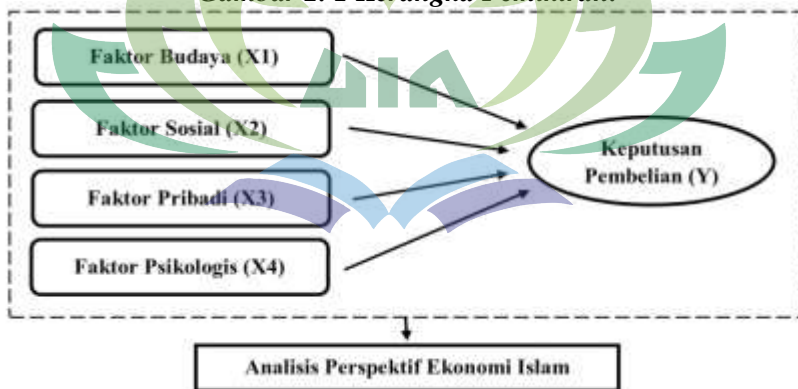 Faktor Budaya (X1)
Faktor Sosial (X2)
Faktor Pribadi (X3)
Faktor Psikologis (X4)
Keputusan
Pembelian (Y)
Analisis Perspektif Ekonomi Islam